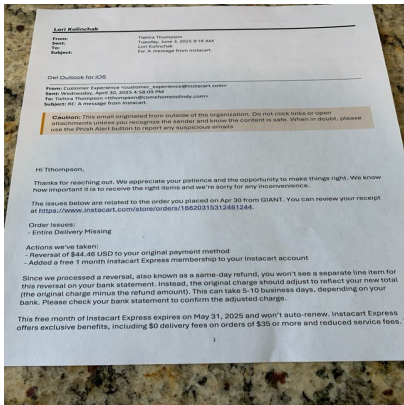 Lori Kolinchak
From: Tiehira Thompson
Sent: Tuesday, June 3, 2025 8:19 AM
To: Lori Kolinchak
Subject: Fw: A message from Instacart.
Get Outlook for iOS
From: Customer Experience <customer_experience@instacart.com>
Sent: Wednesday, April 30, 2025 4:58:09 PM
To: Tiehira Thompson
Subject: RE: A message from Instacart.
Caution: This email originated from outside of the organization. Do not click links or open
attachments unless you recognize the sender and know the content is safe. When in doubt, please
use the Phish Alert button to report any suspicious emails
Hi Tthompson,
Thanks for reaching out. We appreciate your patience and the opportunity to make things right. We know
how important it is to receive the right items and we're sorry for any inconvenience.
The issues below are related to the order you placed on Apr 30 from GIANT. You can review your receipt
at https://www.instacart.com/store/orders/16820315312481244.
Order Issues:
- Entire Delivery Missing
Actions we've taken:
- Reversal of $44.46 USD to your original payment method
- Added a free 1 month Instacart Express membership to your Instacart account
Since we processed a reversal, also known as a same-day refund, you won't see a separate line item for
this reversal on your bank statement. Instead, the original charge should adjust to reflect your new total
(the original charge minus the refund amount). This can take 5-10 business days, depending on your
bank. Please check your bank statement to confirm the adjusted charge.
This free month of Instacart Express expires on May 31, 2025 and won't auto-renew. Instacart Express
offers exclusive benefits, including $0 delivery fees on orders of $35 or more and reduced service fees.
1